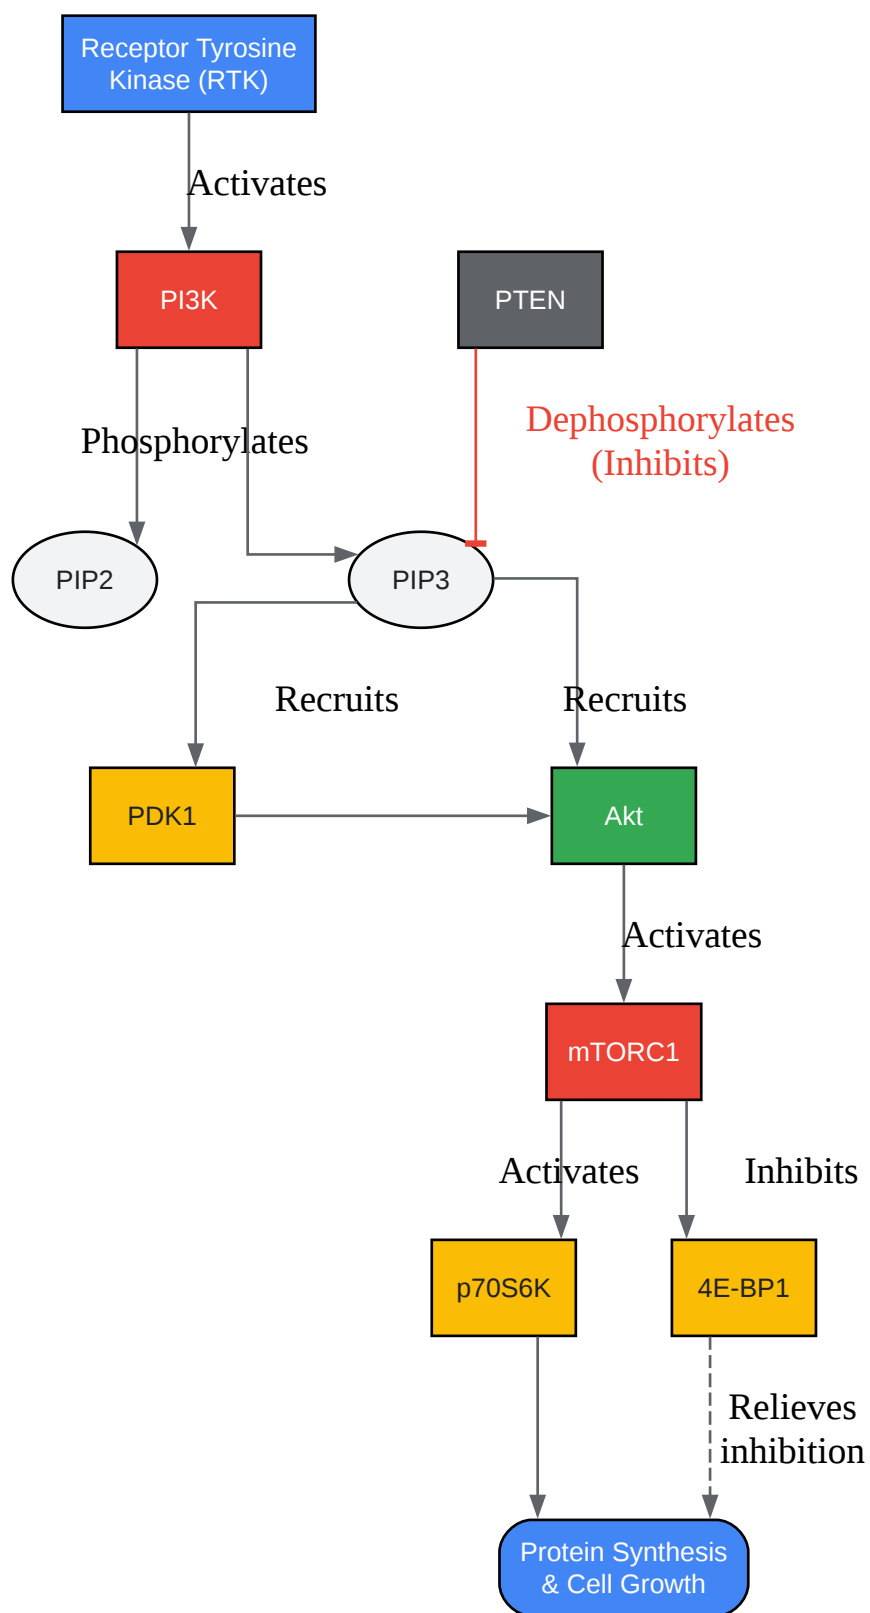 Receptor Tyrosine
Kinase (RTK)
Activates
PI3K
PTEN
Phosphorylates
Dephosphorylates
(Inhibits)
PIP2
PIP3
Recruits
Recruits
PDK1
Akt
Activates
mTORC1
Activates
Inhibits
p70S6K
4E-BP1
Relieves
inhibition
Protein Synthesis
& Cell Growth